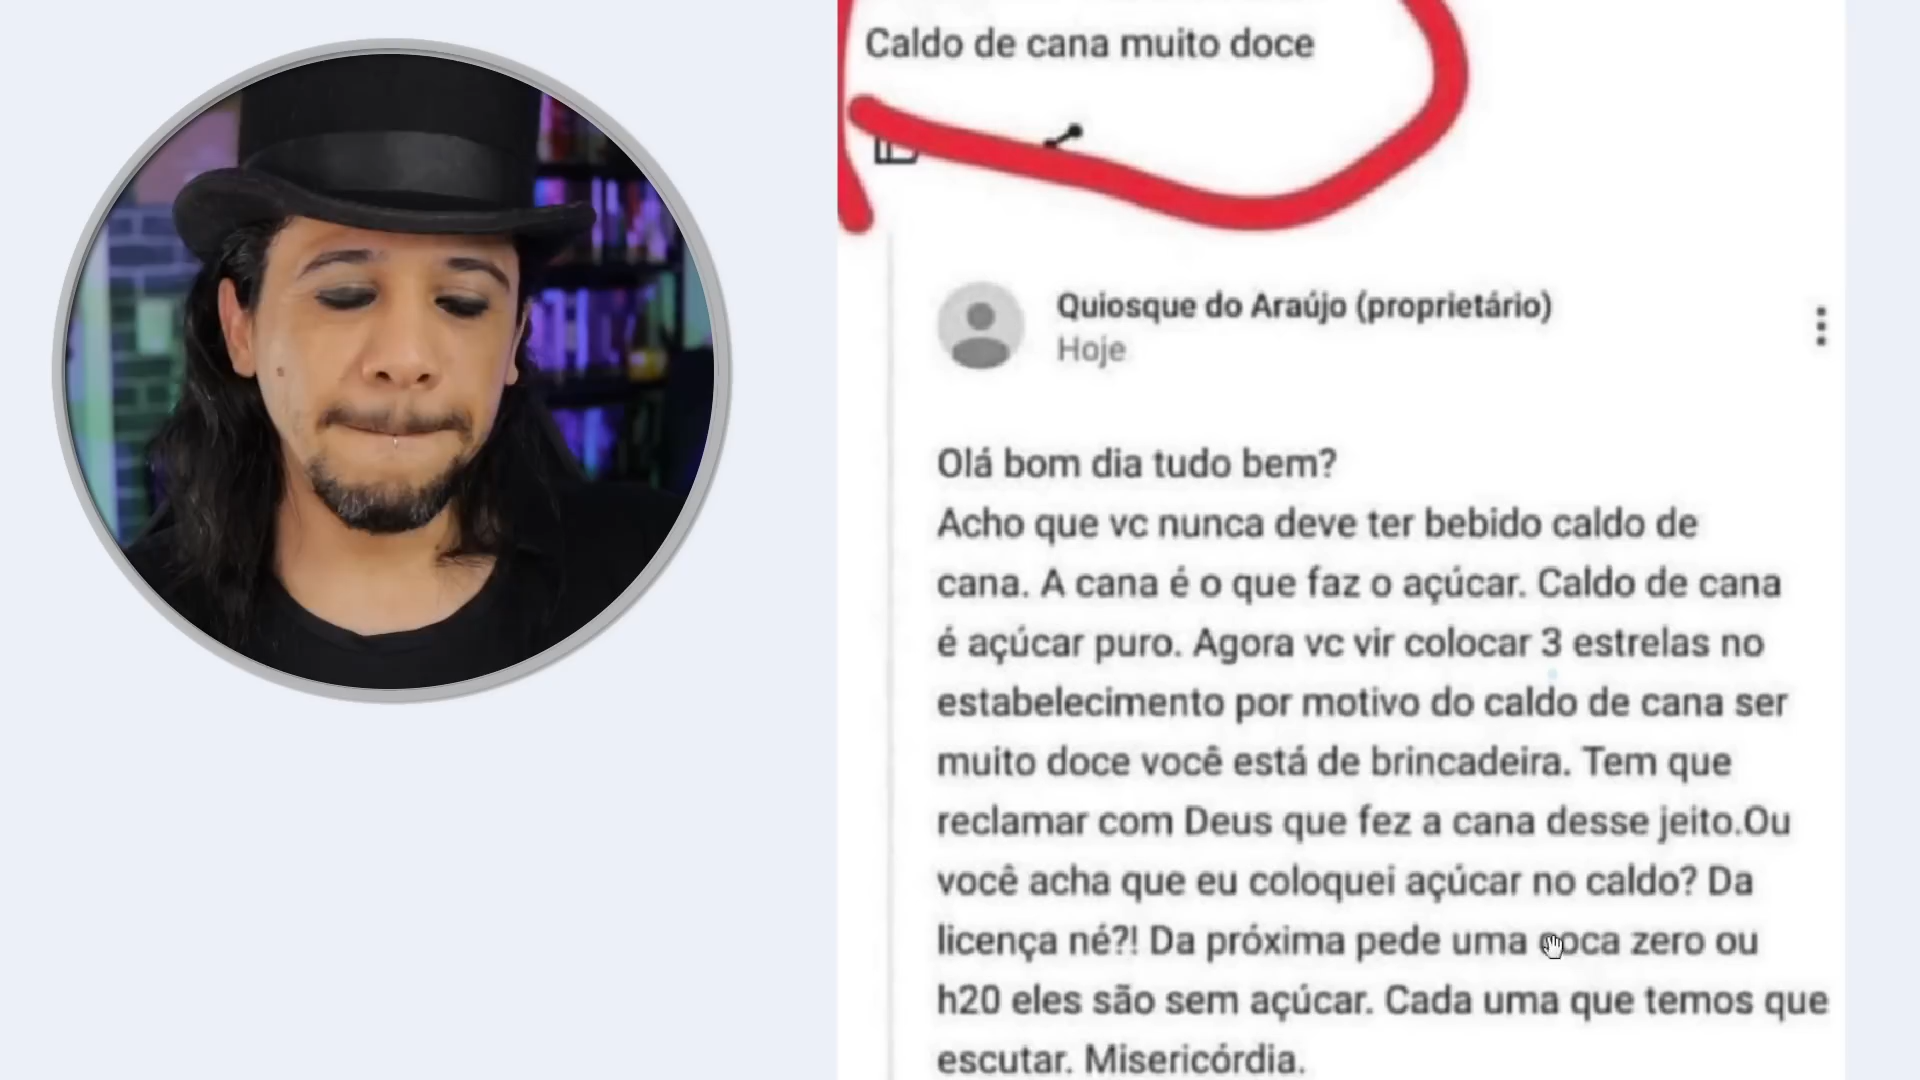 Caldo de cana muito doce
Quiosque do Araújo (proprietário)
Hoje
Olá bom dia tudo bem?
Acho que vc nunca deve ter bebido caldo de
cana. A cana é o que faz o açúcar. Caldo de cana
é açúcar puro. Agora vc vir colocar 3 estrelas no
estabelecimento por motivo do caldo de cana ser
muito doce você está de brincadeira. Tem que
reclamar com Deus que fez a cana desse jeito.Ou
você acha que eu coloquei açúcar no caldo? Da
licença né?! Da próxima pede uma coca zero ou
h20 eles são sem açúcar. Cada uma que temos que
escutar. Misericórdia.